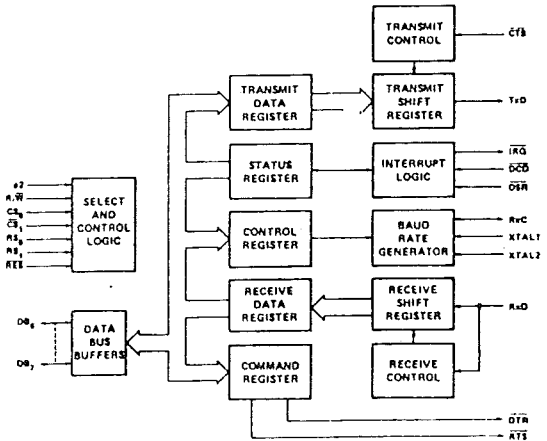 TRANSMIT
CONTROL
CTS
TRANSMIT
DATA
REGISTER
TRANSMIT
SHIFT
REGISTER
TxD
STATUS
REGISTER
INTERRUPT
LOGIC
IRQ
DCD
DSR
ø2
R/W
CS0
CS1
RS0
RS1
RES
SELECT
AND
CONTROL
LOGIC
CONTROL
REGISTER
BAUD
RATE
GENERATOR
RxC
XTAL1
XTAL2
RECEIVE
DATA
REGISTER
RECEIVE
SHIFT
REGISTER
RxD
DB0
DB7
DATA
BUS
BUFFERS
COMMAND
REGISTER
RECEIVE
CONTROL
DTR
RTS